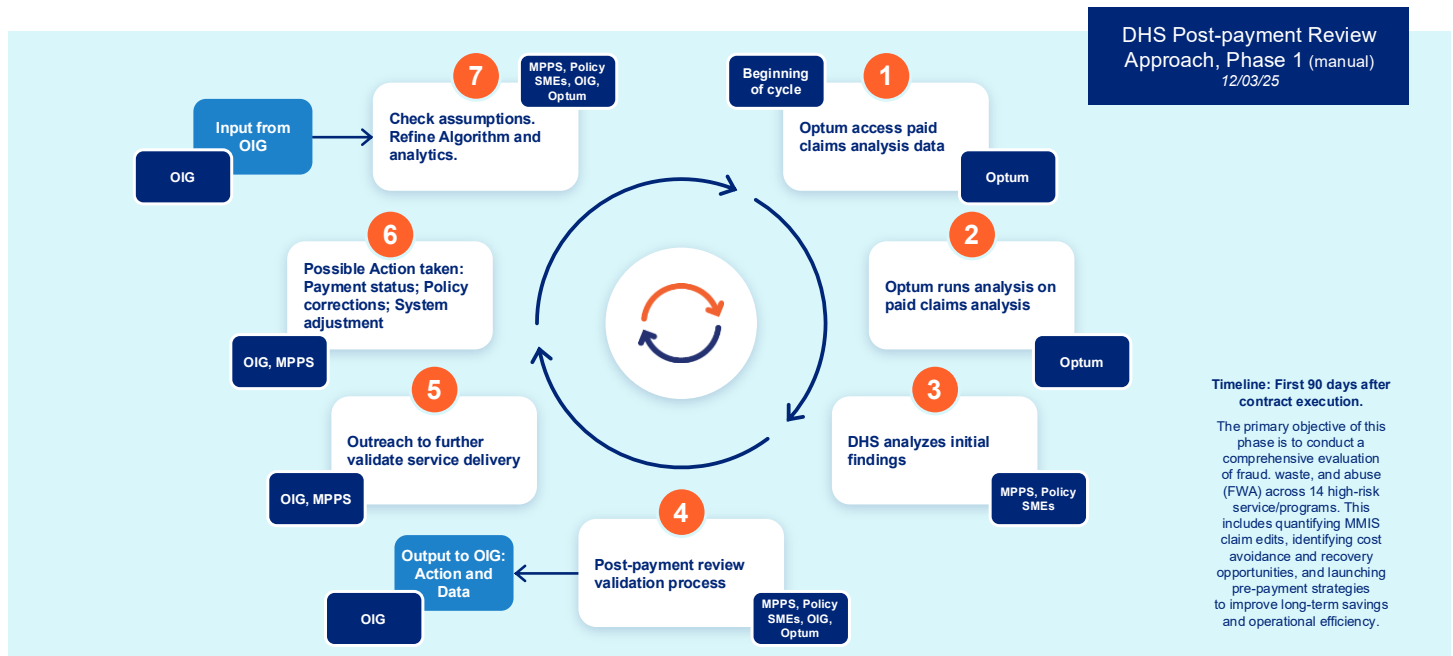 DHS Post-payment Review
Approach, Phase 1 (manual)
12/03/25
Beginning
of cycle
1
Optum access paid
claims analysis data
Optum
2
Optum runs analysis on
paid claims analysis
Optum
3
DHS analyzes initial
findings
MPPS, Policy
SMEs
4
Post-payment review
validation process
MPPS, Policy
SMEs, OIG,
Optum
Output to OIG:
Action and
Data
OIG
5
Outreach to further
validate service delivery
OIG, MPPS
6
Possible Action taken:
Payment status; Policy
corrections; System
adjustment
OIG, MPPS
7
MPPS, Policy
SMEs, OIG,
Optum
Check assumptions.
Refine Algorithm and
analytics.
Input from
OIG
OIG
Timeline: First 90 days after
contract execution.
The primary objective of this
phase is to conduct a
comprehensive evaluation
of fraud. waste, and abuse
(FWA) across 14 high-risk
service/programs. This
includes quantifying MMIS
claim edits, identifying cost
avoidance and recovery
opportunities, and launching
pre-payment strategies
to improve long-term savings
and operational efficiency.